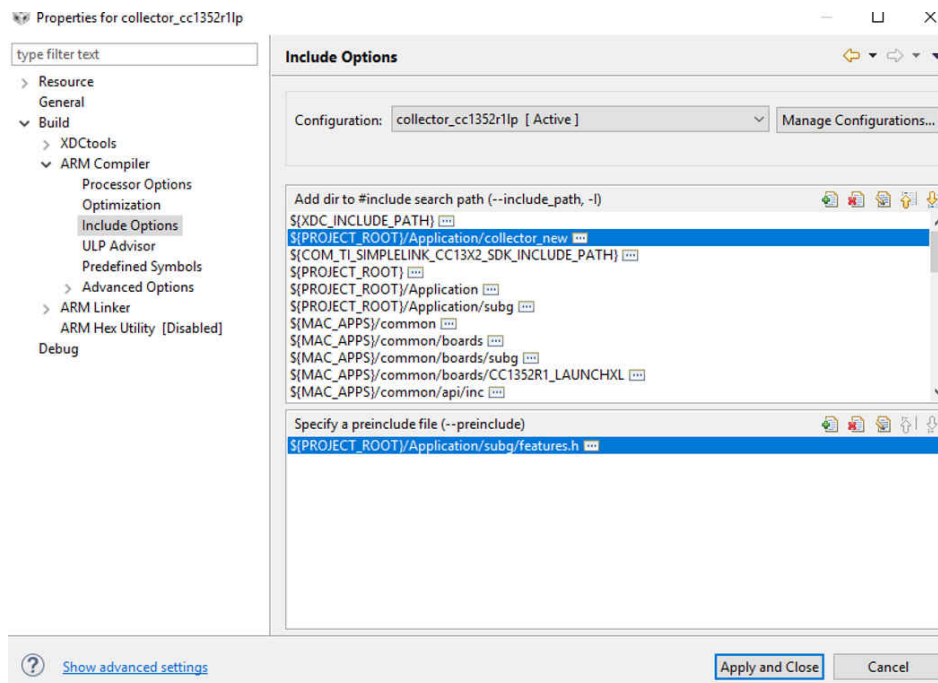 Properties for collector_cc1352r1lp
type filter text
Resource
General
Build
XDCtools
ARM Compiler
Processor Options
Optimization
Include Options
ULP Advisor
Predefined Symbols
Advanced Options
ARM Linker
ARM Hex Utility [Disabled]
Debug
Include Options
Configuration: collector_cc1352r1lp [ Active ] Manage Configurations...
Add dir to #include search path (--include_path, -I)
${XDC_INCLUDE_PATH}
${PROJECT_ROOT}/Application/collector_new
${COM_TI_SIMPLELINK_CC13X2_SDK_INCLUDE_PATH}
${PROJECT_ROOT}
${PROJECT_ROOT}/Application
${PROJECT_ROOT}/Application/subg
${MAC_APPS}/common
${MAC_APPS}/common/boards
${MAC_APPS}/common/boards/subg
${MAC_APPS}/common/boards/CC1352R1_LAUNCHXL
${MAC_APPS}/common/api/inc
Specify a preinclude file (--preinclude)
${PROJECT_ROOT}/Application/subg/features.h
Show advanced settings
Apply and Close Cancel